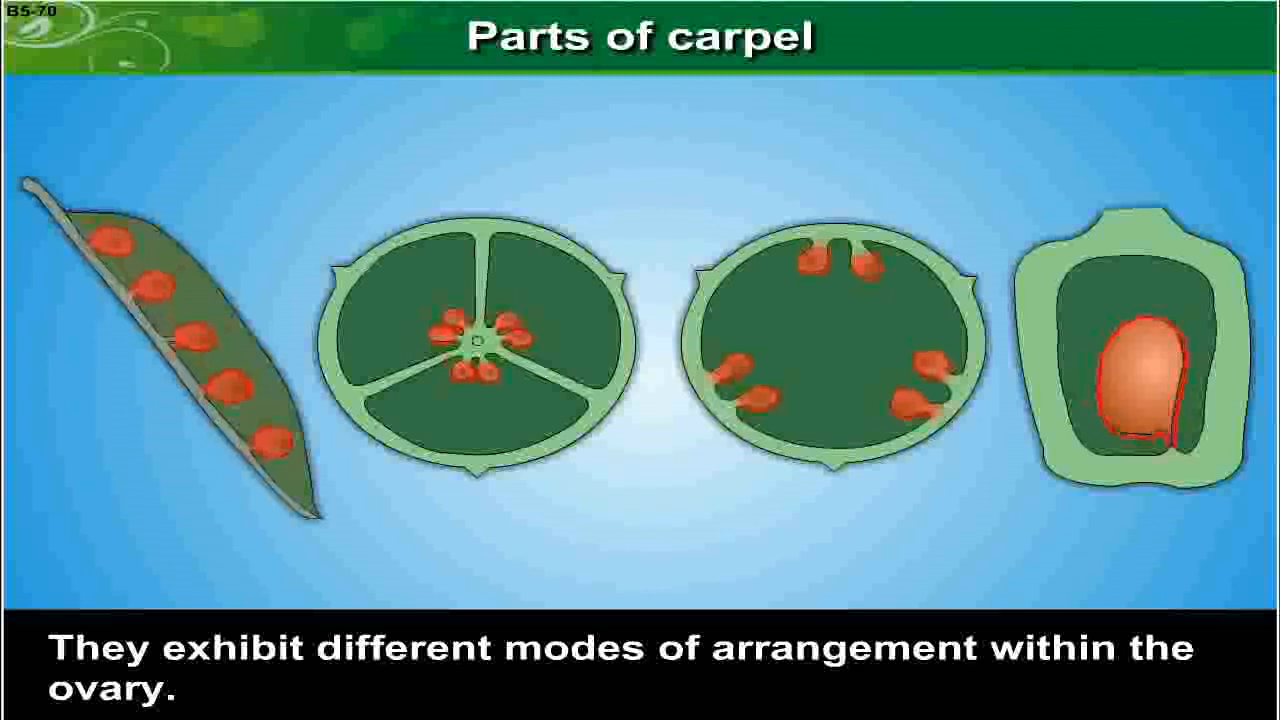 B5-70
Parts of carpel
They exhibit different modes of arrangement within the
ovary.